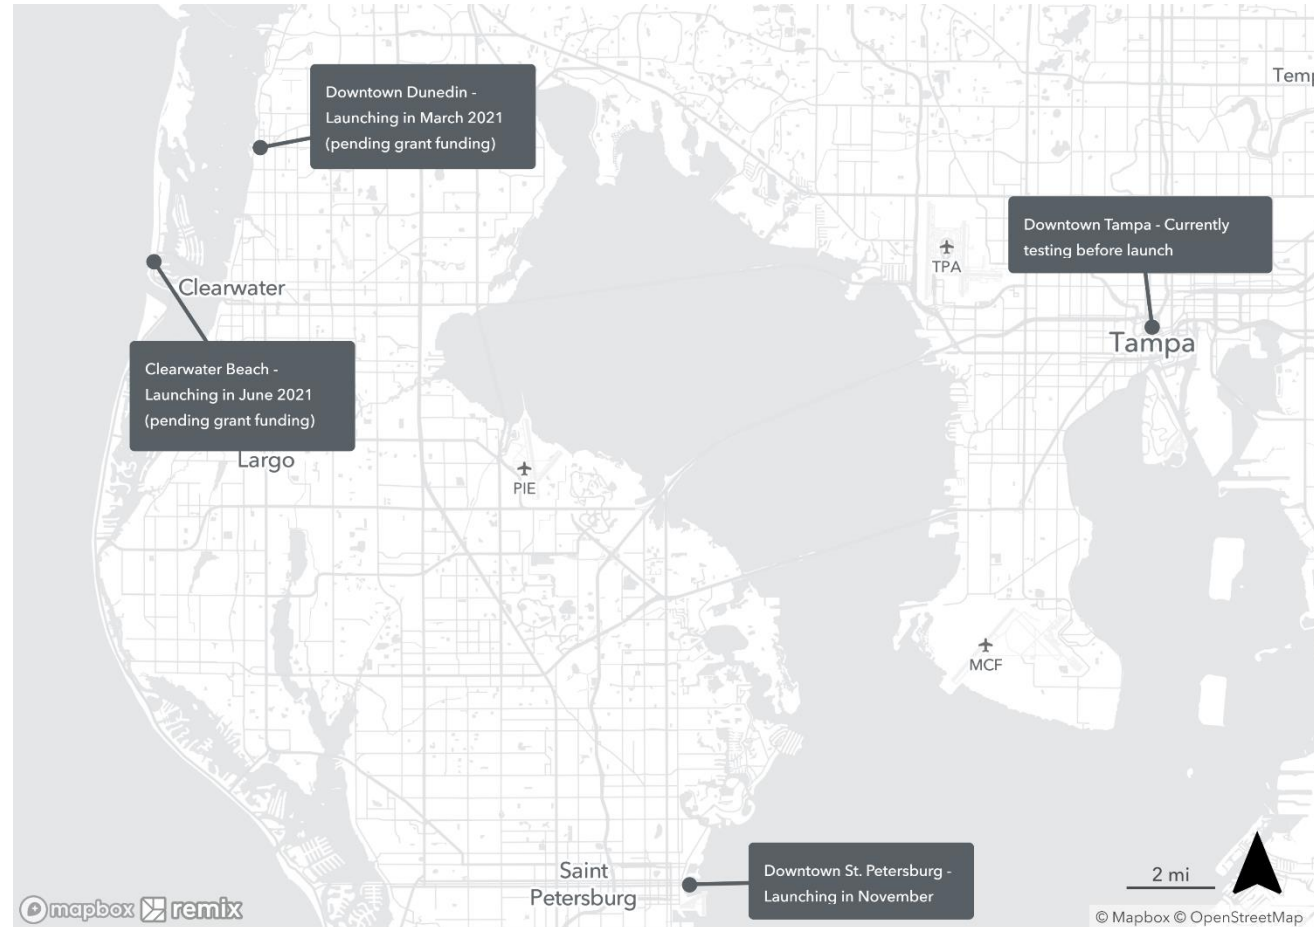 Downtown Dunedin -
Launching in March 2021
(pending grant funding)
Temp
Downtown Tampa - Currently
testing before launch
TPA
Clearwater
Tampa
Clearwater Beach -
Launching in June 2021
(pending grant funding)
Largo
PIE
MCF
Saint
Petersburg
Downtown St. Petersburg -
Launching in November
2 mi
mapbox remix
© Mapbox © OpenStreetMap